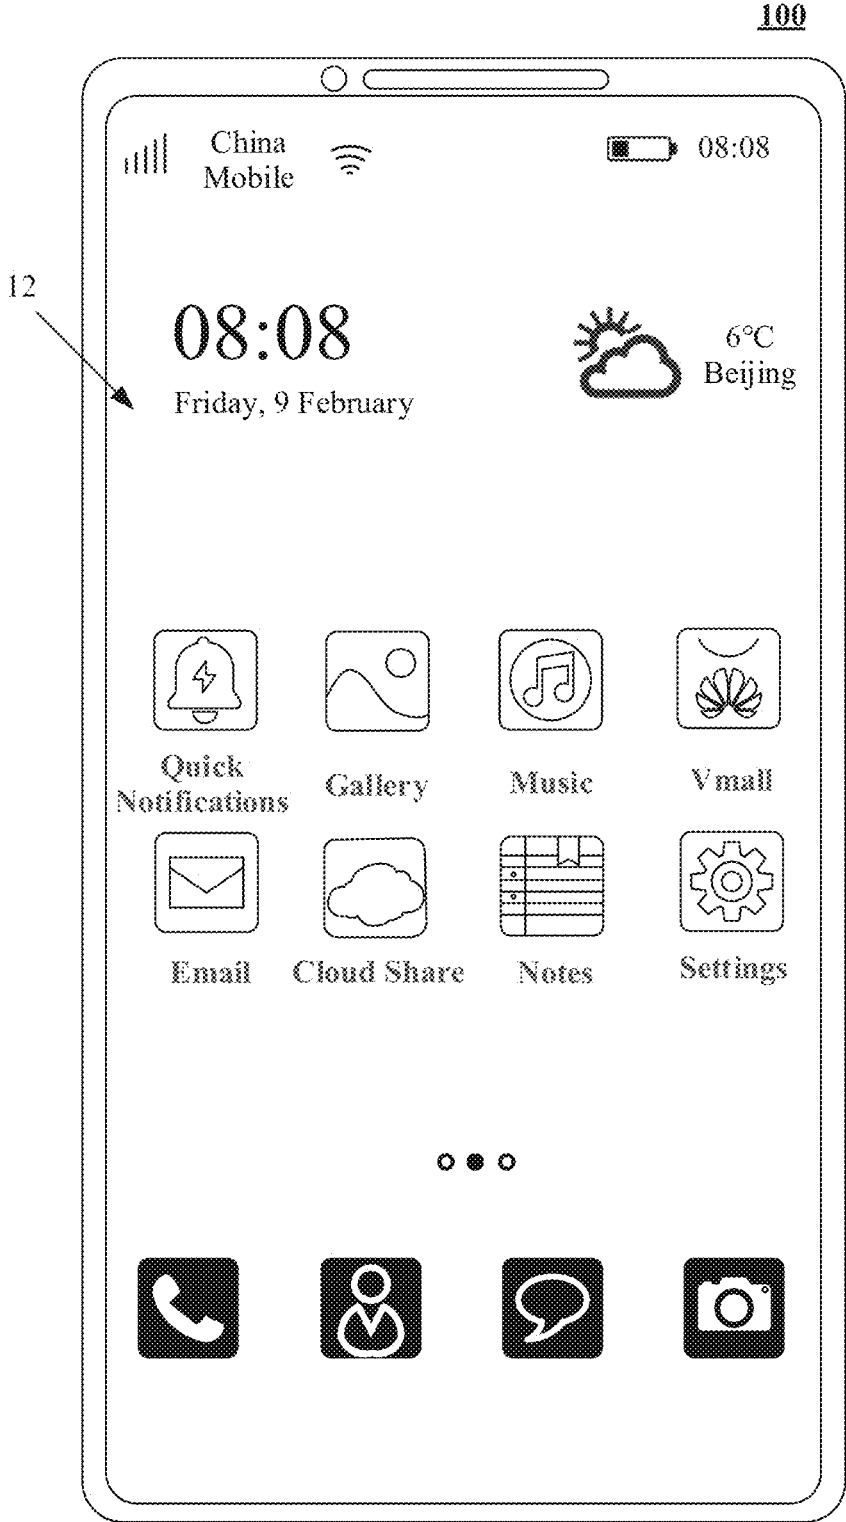 100
China
Mobile
08:08
12
08:08
Friday, 9 February
6°C
Beijing
Quick
Notifications
Gallery
Music
Vmall
Email
Cloud Share
Notes
Settings